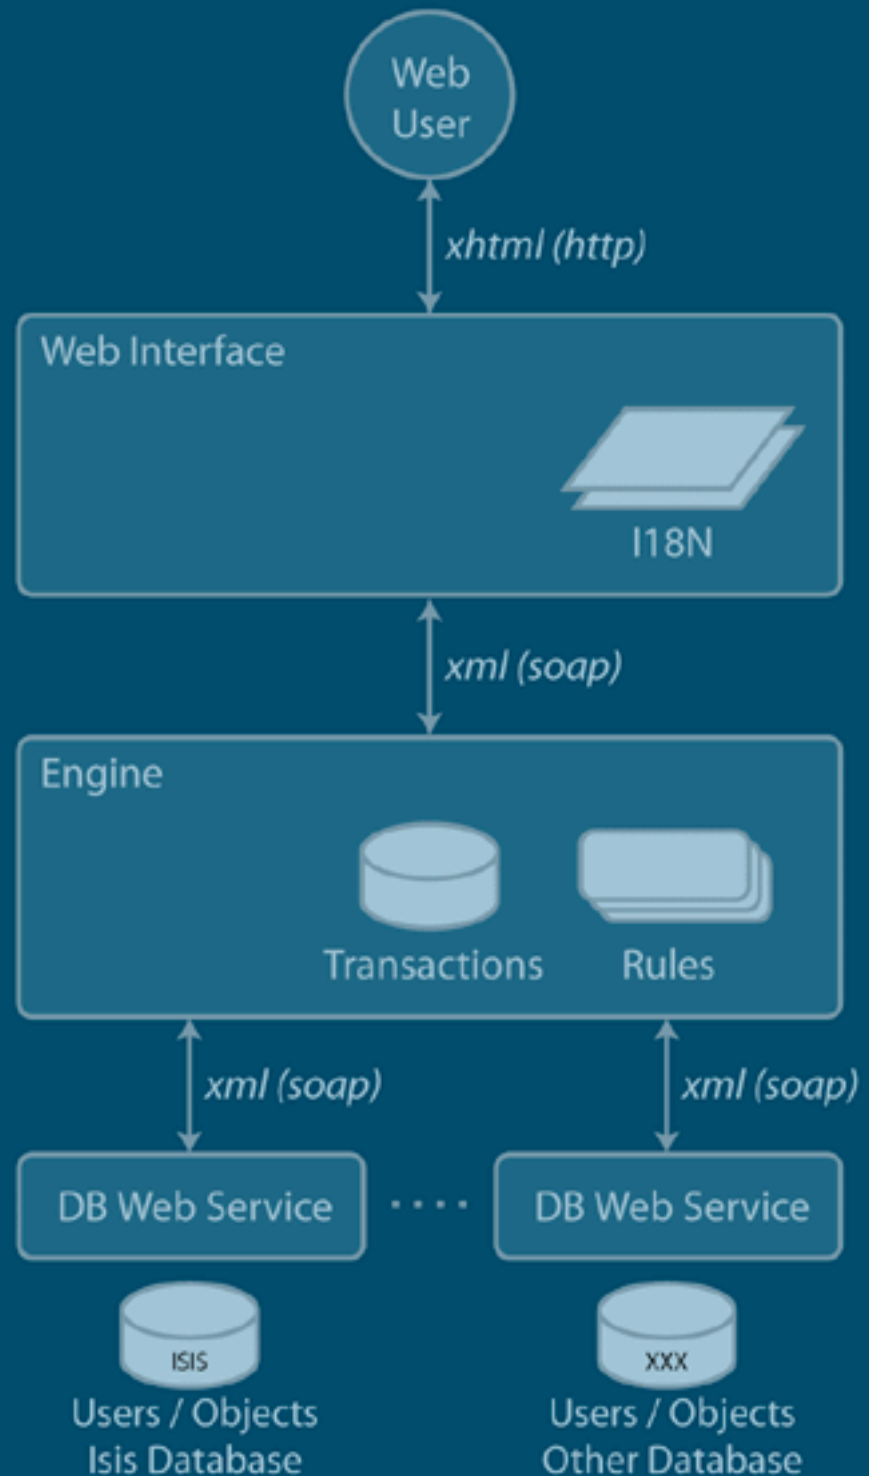 Web
User
xhtml (http)
Web Interface
I18N
xml (soap)
Engine
Transactions
Rules
xml (soap)
xml (soap)
DB Web Service
....
DB Web Service
ISIS
XXX
Users / Objects
Isis Database
Users / Objects
Other Database